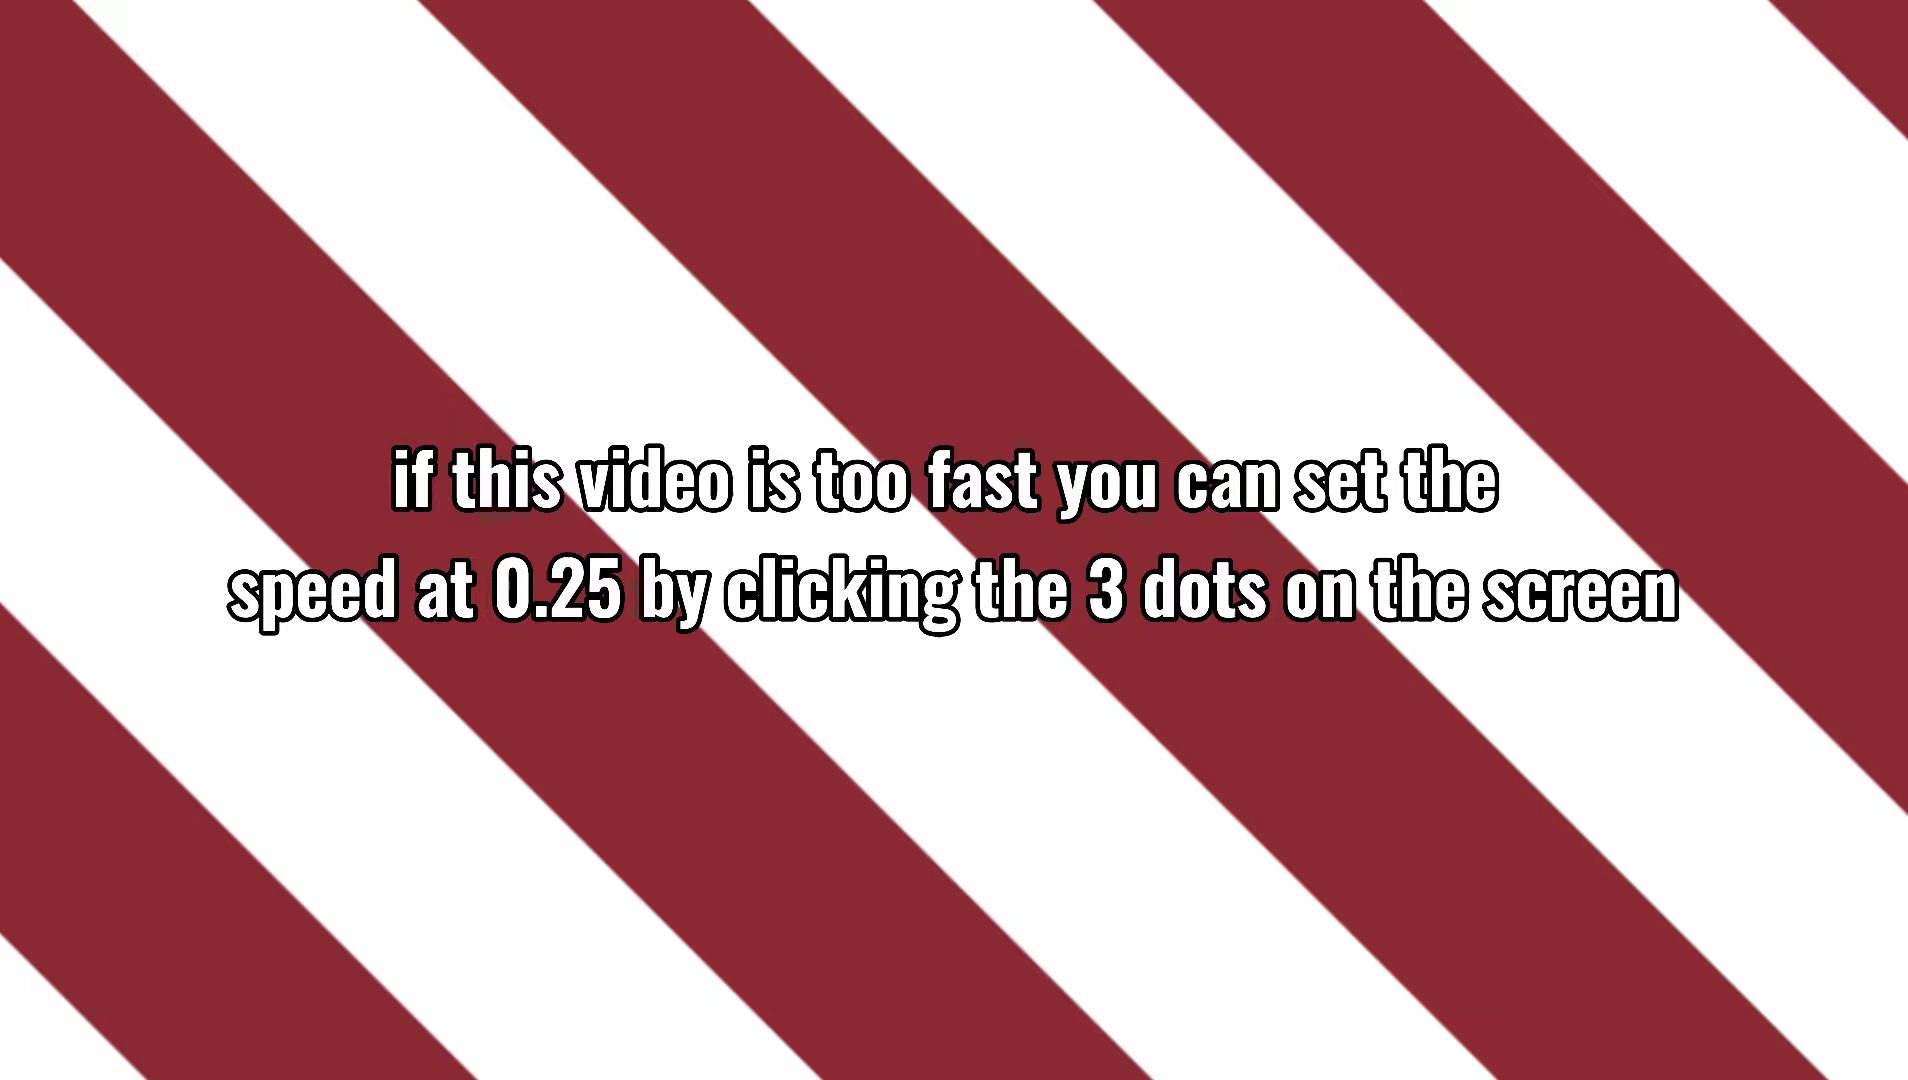 if this video is too fast you can set the
speed at 0.25 by clicking the 3 dots on the screen